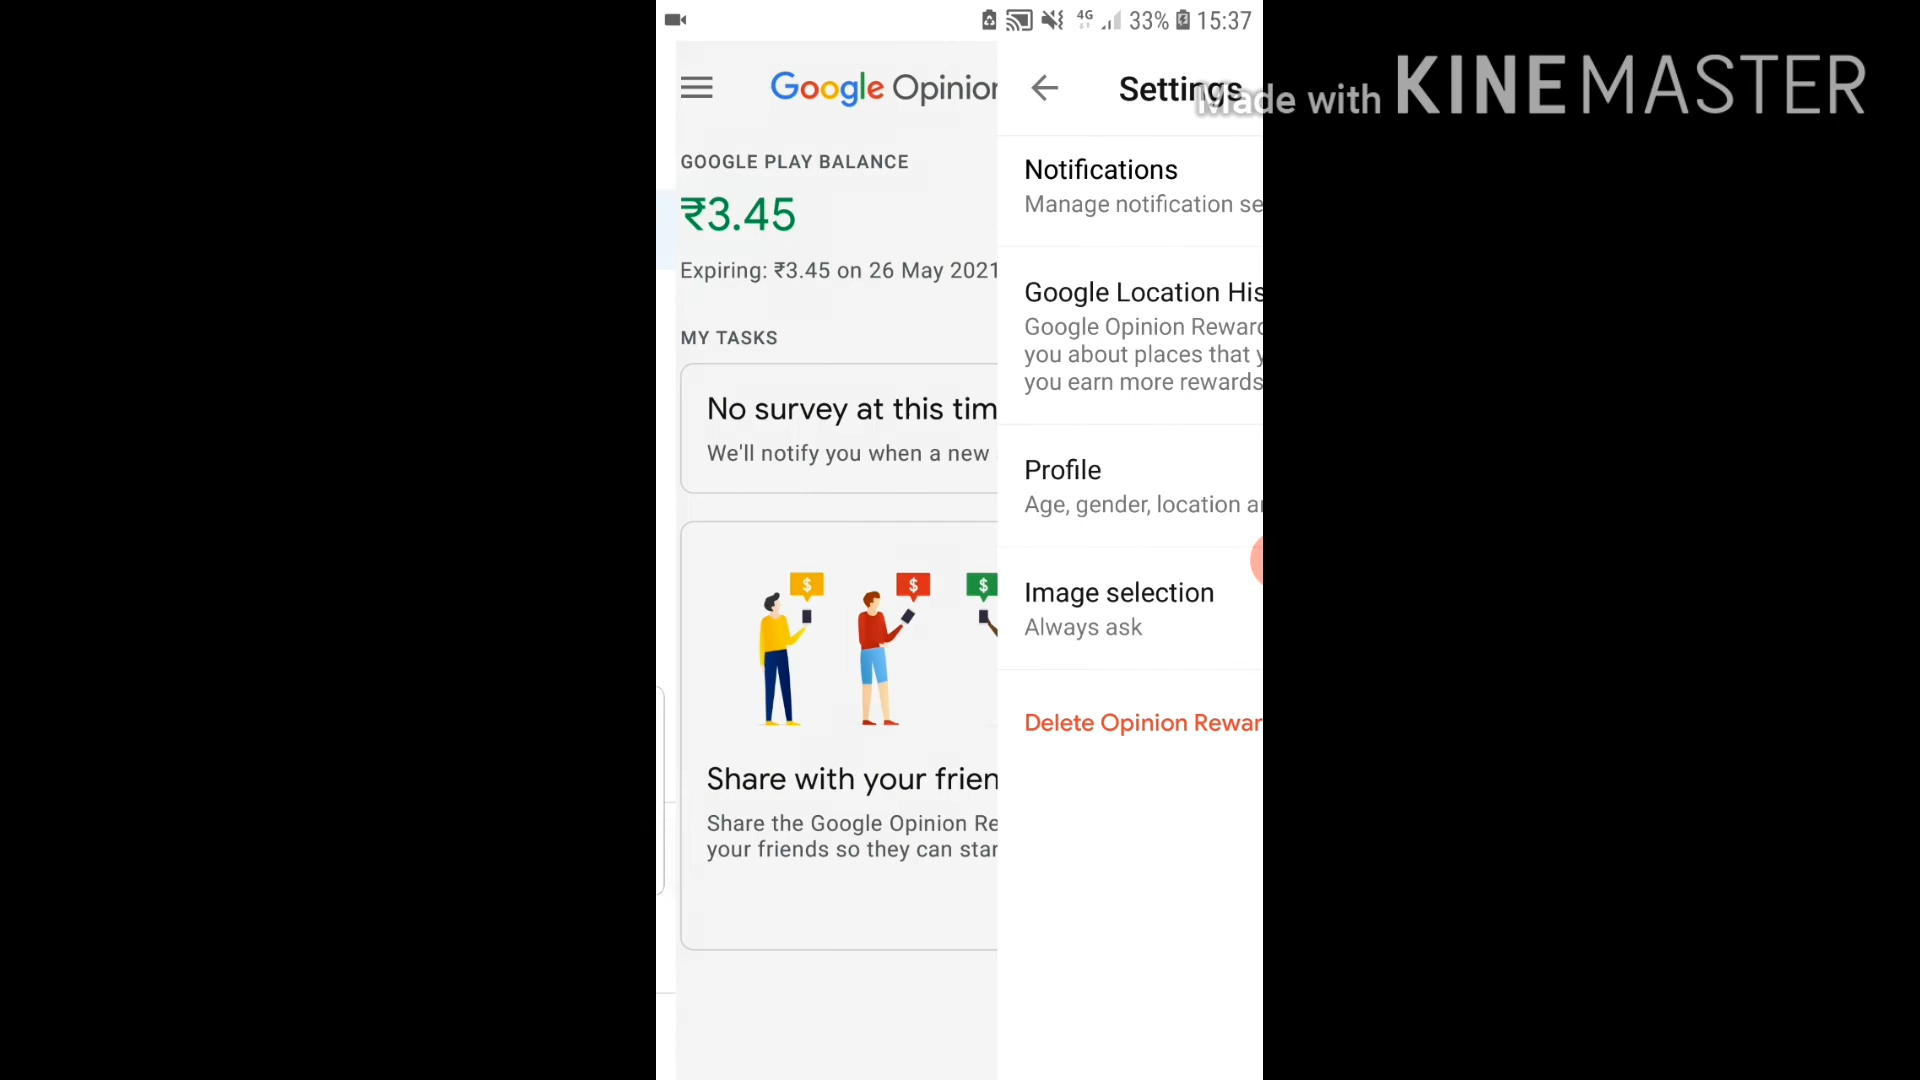 4G 33% 15:37
Made with KINEMASTER
Google Opinion
GOOGLE PLAY BALANCE
₹3.45
Expiring: ₹3.45 on 26 May 2021
MY TASKS
No survey at this tim
We'll notify you when a new
$ $ $
Share with your frien
Share the Google Opinion Re
your friends so they can star
Settings
Notifications
Manage notification se
Google Location His
Google Opinion Reward
you about places that y
you earn more rewards
Profile
Age, gender, location a
Image selection
Always ask
Delete Opinion Rewar